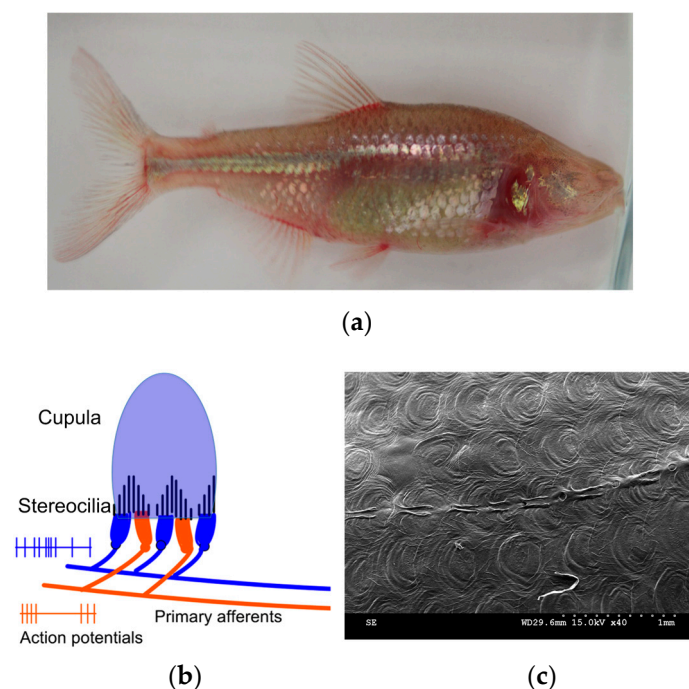 (a)
Cupula
Stereocilia
Primary afferents
Action potentials
SE WD29.6mm 15.0kV x40 1mm
(b)
(c)